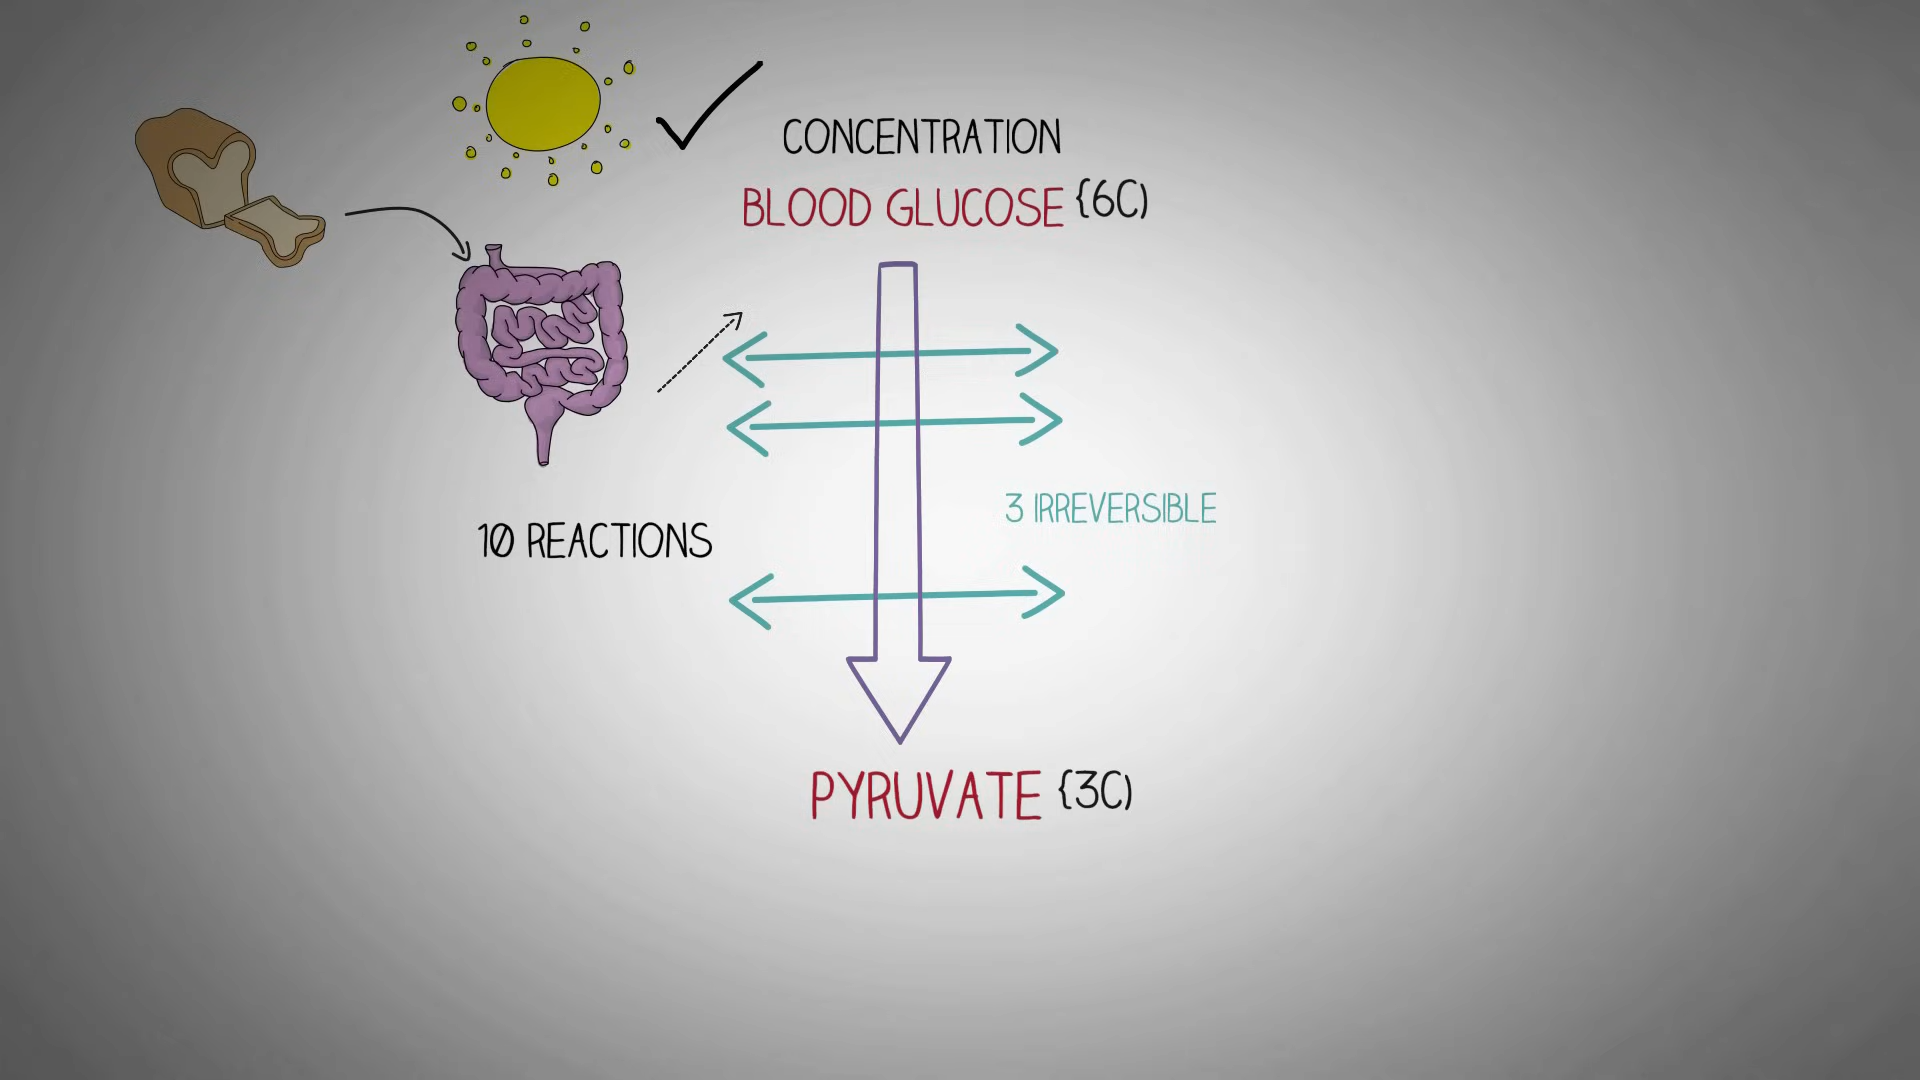 CONCENTRATION
BLOOD GLUCOSE {6C)
3 IRREVERSIBLE
10 REACTIONS
PYRUVATE {3C)